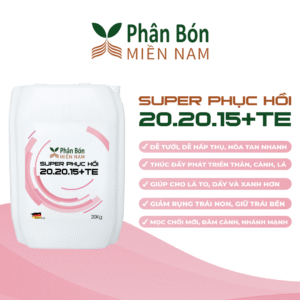 Phân Bón
MIỀN NAM
SUPER PHỤC HỒI
20.20.15+TE
DỄ TƯỚI, DỄ HẤP THỤ, HÒA TAN NHANH
THÚC ĐẨY PHÁT TRIỂN THÂN, CÀNH, LÁ
GIÚP CHO LÁ TO, DẦY VÀ XANH HƠN
GIẢM RỤNG TRÁI NON, GIỮ TRÁI BỀN
MỌC CHỒI MỚI, ĐÂM CÀNH, NHÁNH MẠNH
Phân Bón
MIỀN NAM
SUPER PHỤC HỒI
20.20.15+TE
20Kg